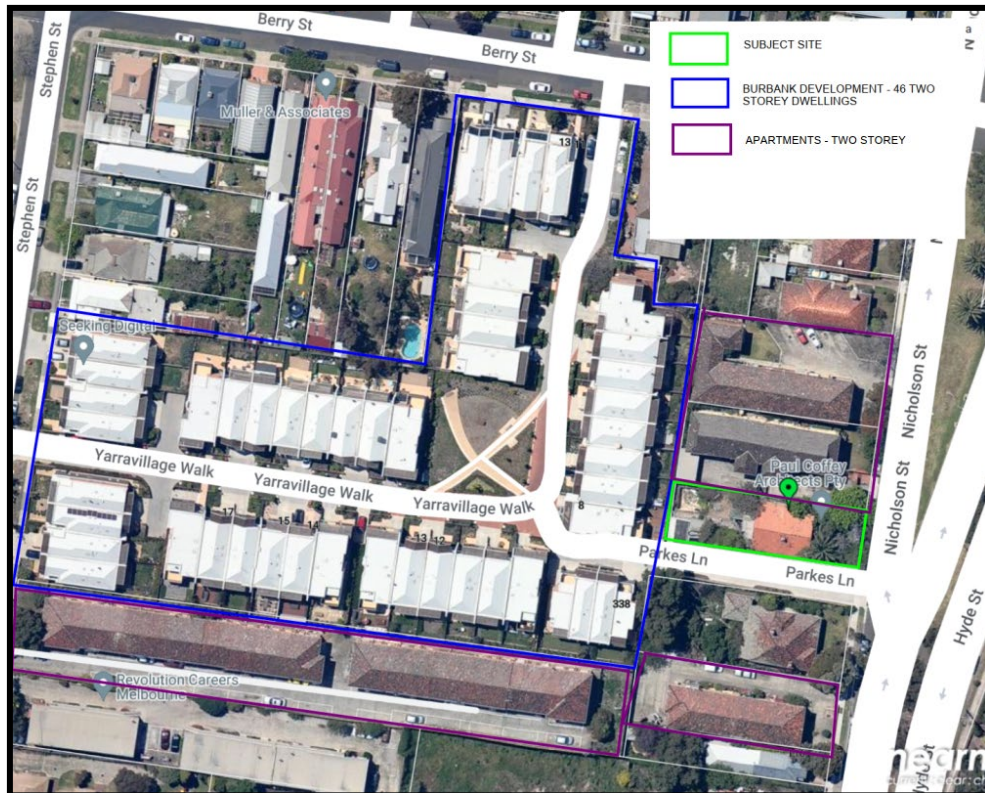 Berry St
Berry St
Stephen St
Stephen St
Muller & Associates
SUBJECT SITE
BURBANK DEVELOPMENT - 46 TWO
STOREY DWELLINGS
APARTMENTS - TWO STOREY
13
Seeking Digital
Nicholson St
Nicholson St
Paul Coffey
Architects Pty
Yarravillage Walk
Yarravillage Walk
Yarravillage Walk
17
15
13
12
8
Parkes Ln
Parkes Ln
338
Hyde St
Revolution Careers
Melbourne